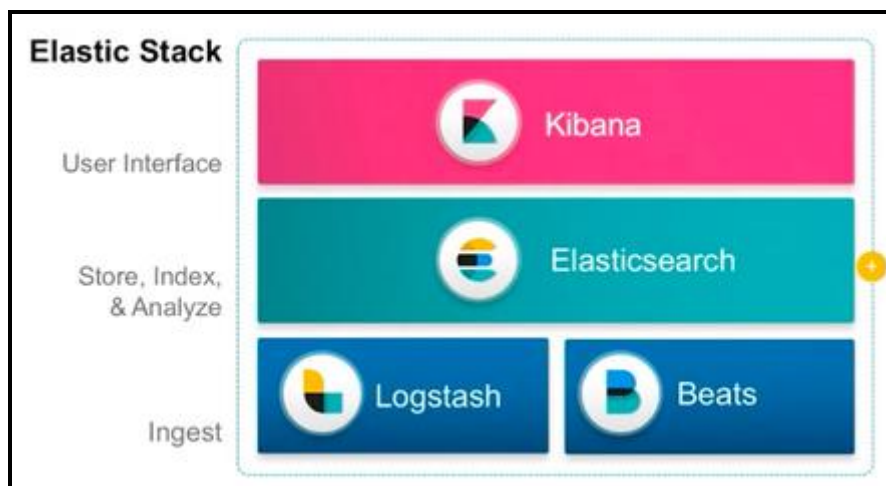 Elastic Stack
User Interface
Kibana
Store, Index,
& Analyze
Elasticsearch
Ingest
Logstash
Beats
+